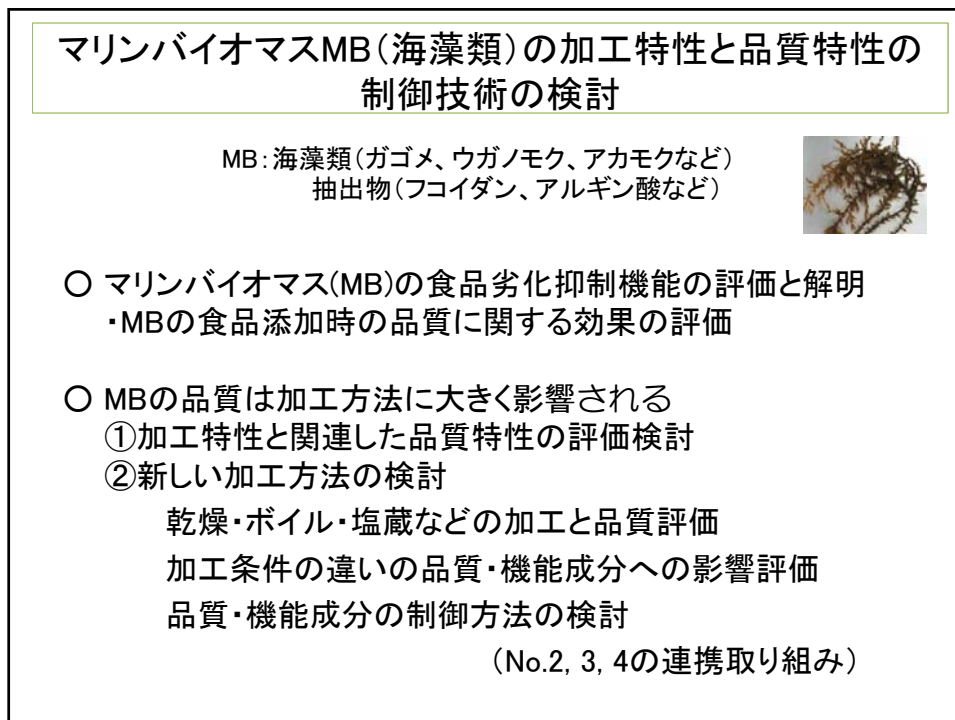 マリンバイオマスMB（海藻類）の加工特性と品質特性の
制御技術の検討
MB：海藻類（ガゴメ、ウガノモク、アカモクなど）
抽出物（フコイダン、アルギン酸など）
○ マリンバイオマス(MB)の食品劣化抑制機能の評価と解明
・MBの食品添加時の品質に関する効果の評価
○ MBの品質は加工方法に大きく影響される
①加工特性と関連した品質特性の評価検討
②新しい加工方法の検討
乾燥・ボイル・塩蔵などの加工と品質評価
加工条件の違いの品質・機能成分への影響評価
品質・機能成分の制御方法の検討
（No.2, 3, 4の連携取り組み）